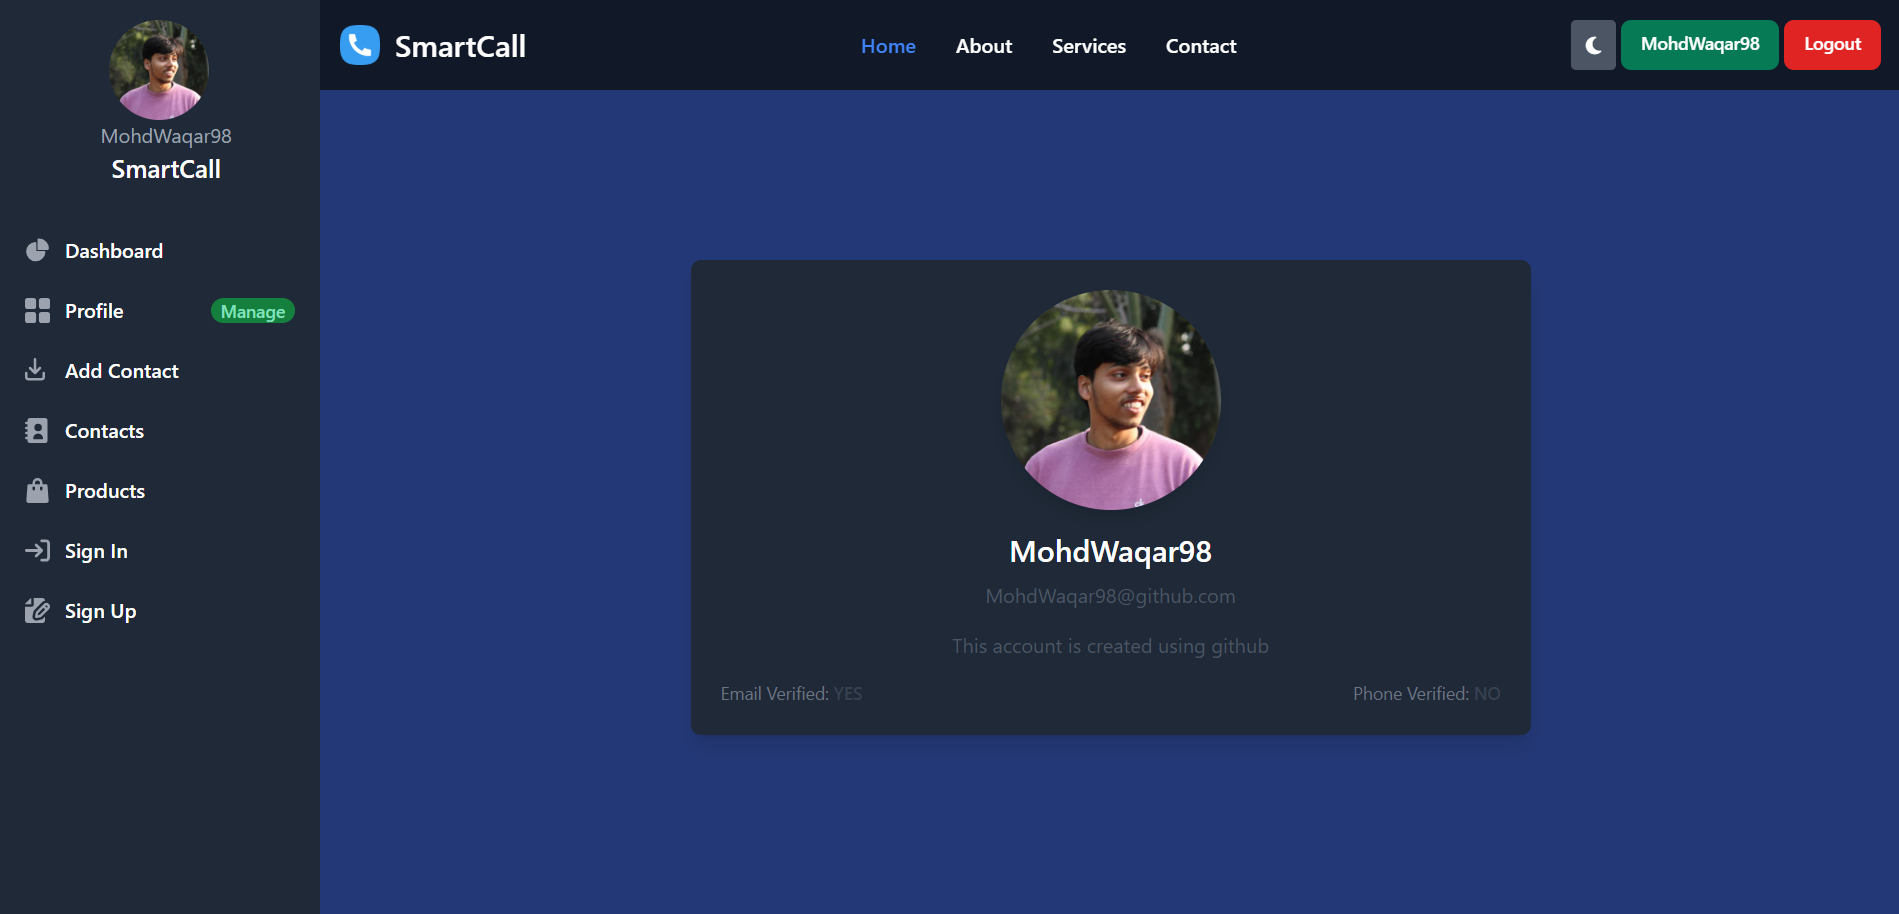 MohdWaqar98
SmartCall
Dashboard
Profile Manage
Add Contact
Contacts
Products
Sign In
Sign Up
SmartCall
Home About Services Contact
MohdWaqar98 Logout
MohdWaqar98
MohdWaqar98@github.com
This account is created using github
Email Verified: YES Phone Verified: NO